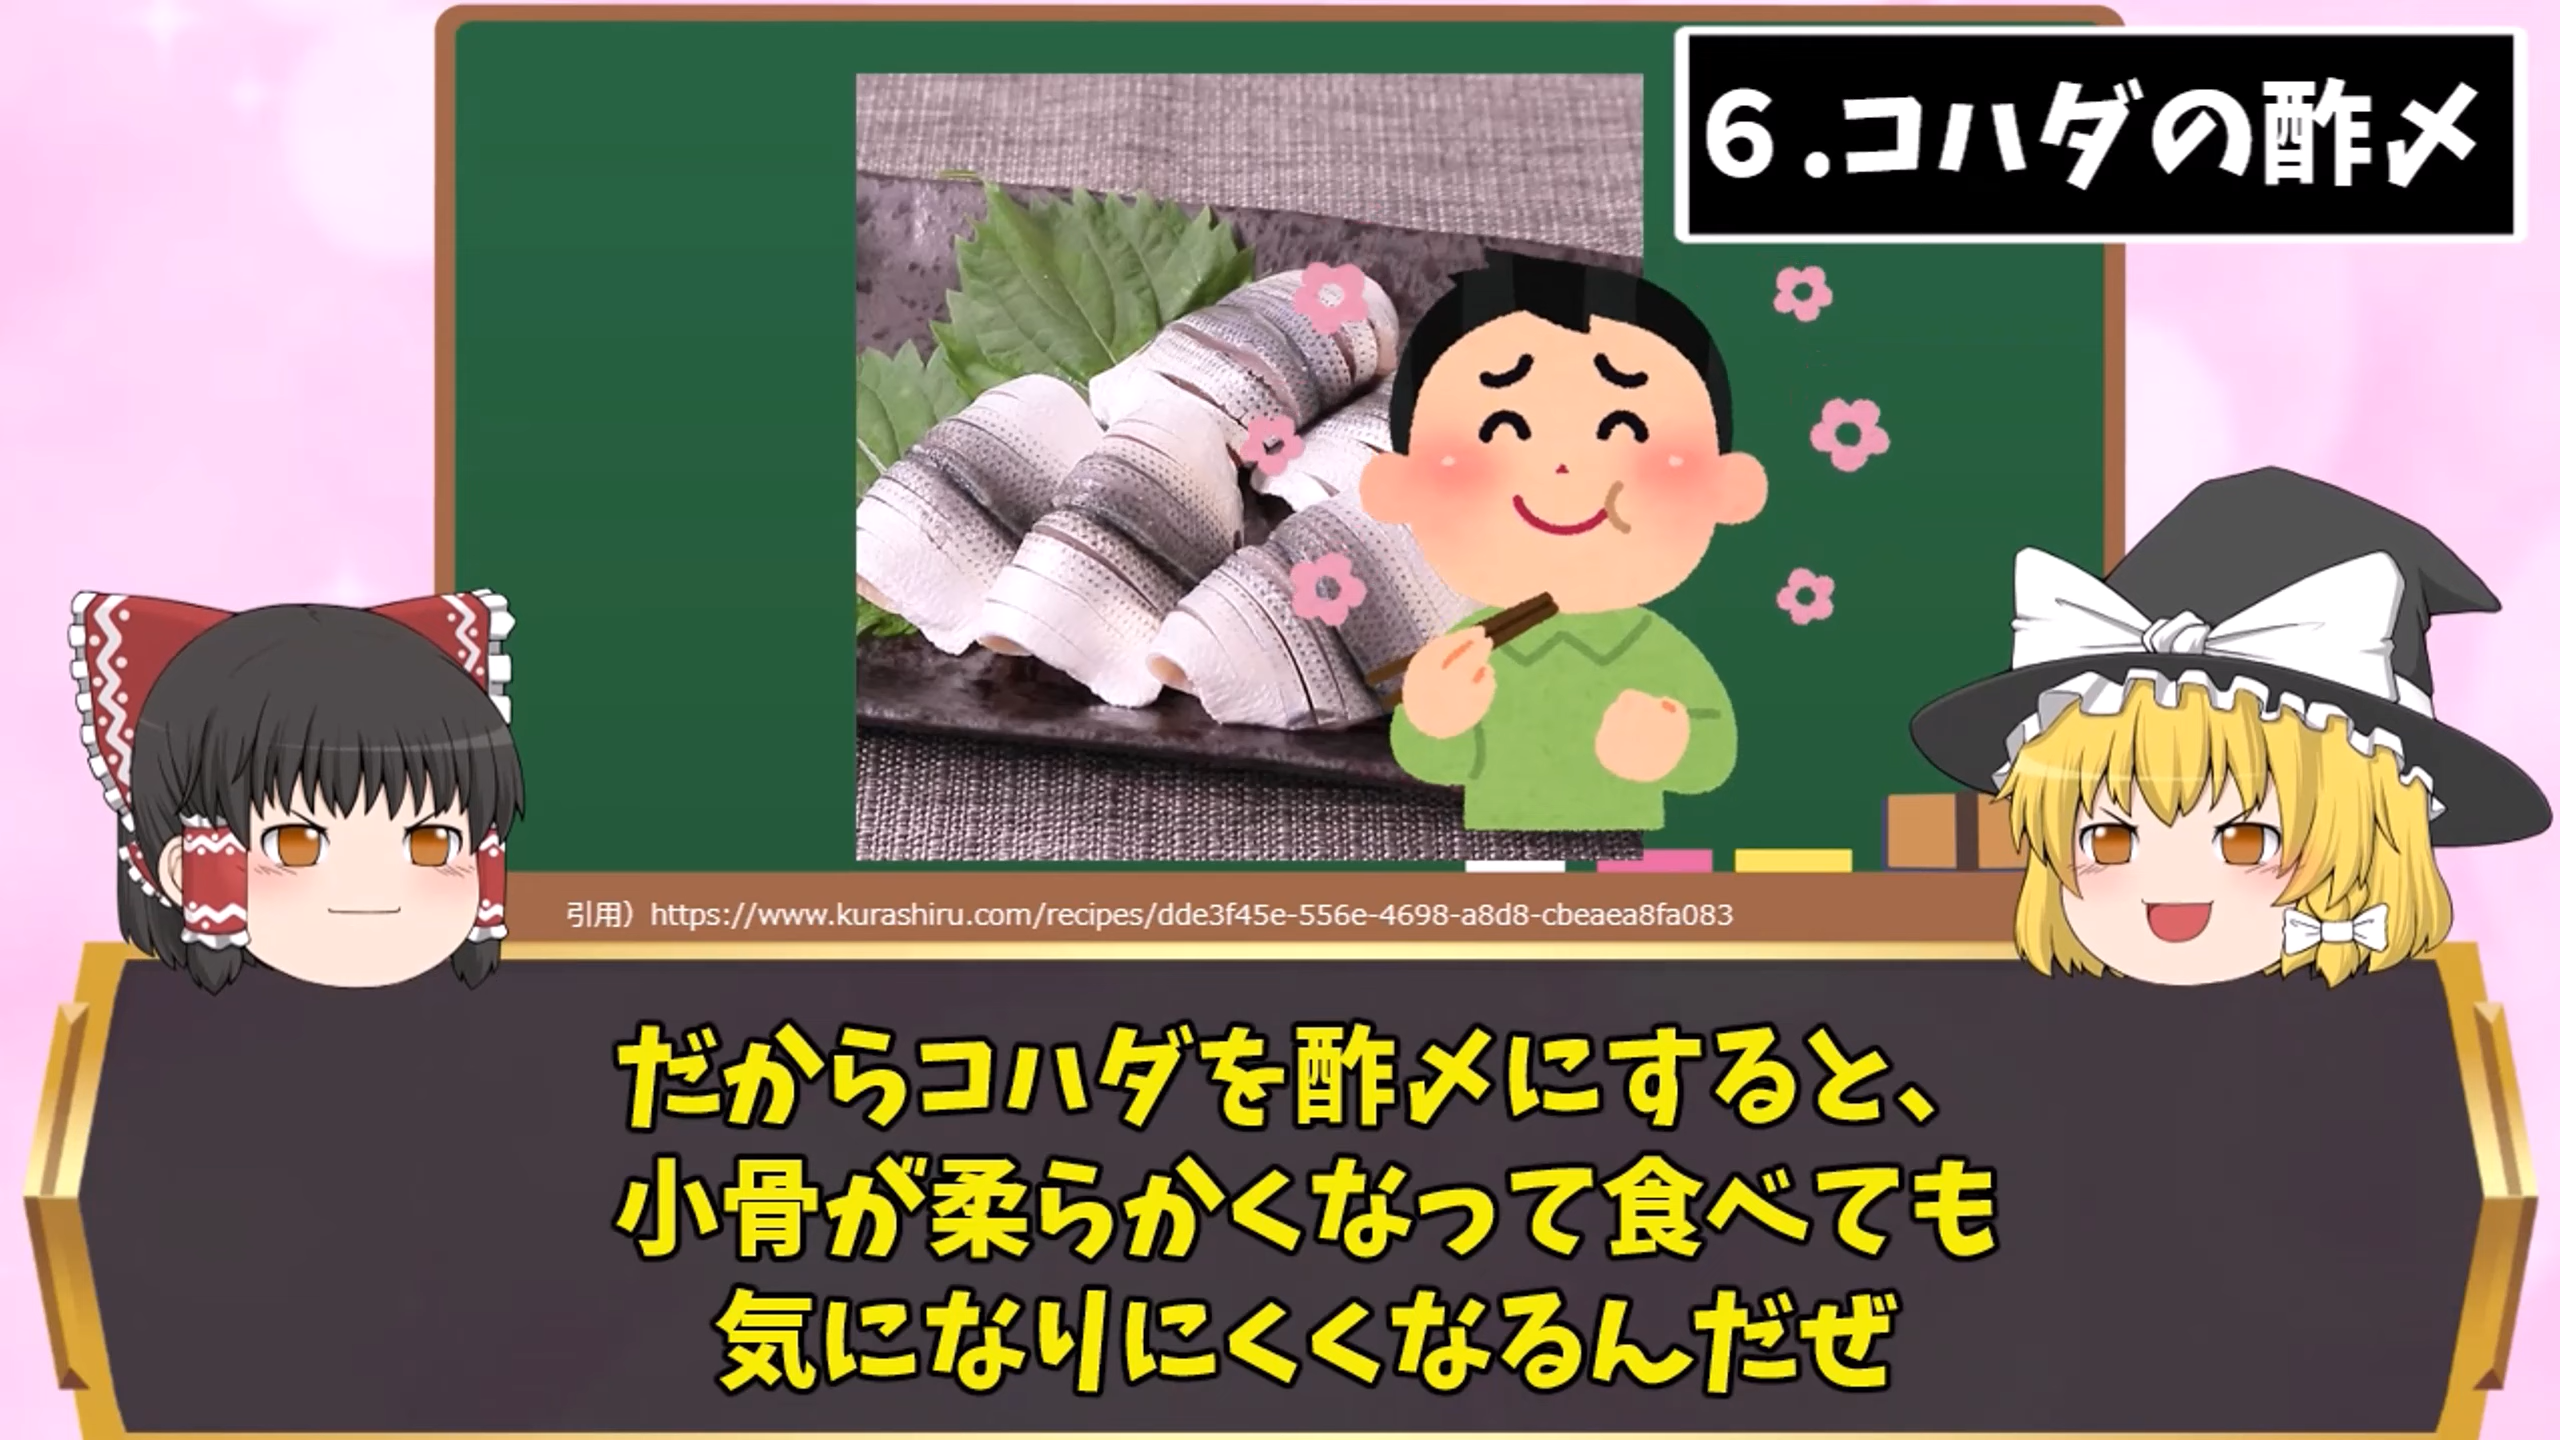 6.コハダの酢〆
引用）https://www.kurashiru.com/recipes/dde3f45e-556e-4698-a8d8-cbeaea8fa083
だからコハダを酢〆にすると、
小骨が柔らかくなって食べても
気になりにくくなるんだぜ